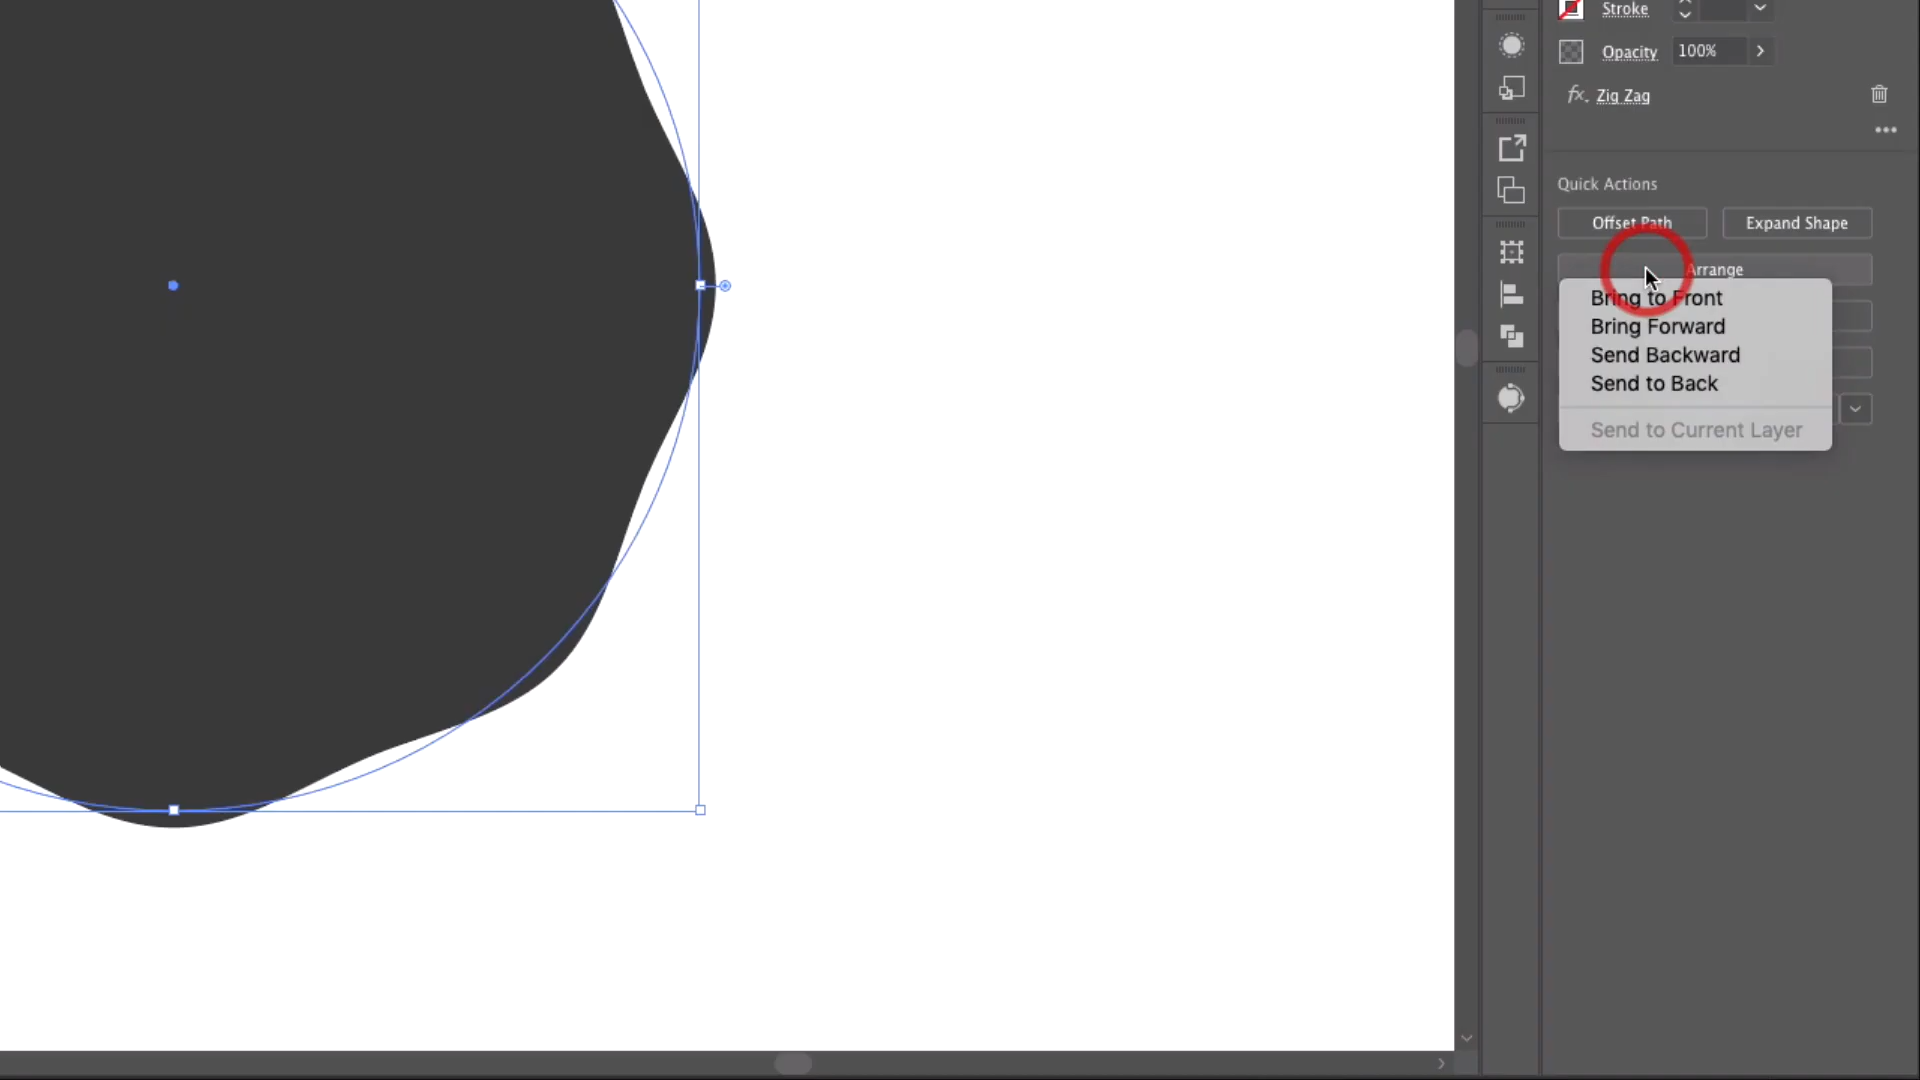 Stroke
Opacity 100%
fx. Zig Zag
Quick Actions
Offset Path Expand Shape
Arrange
Bring to Front
Bring Forward
Send Backward
Send to Back
Send to Current Layer